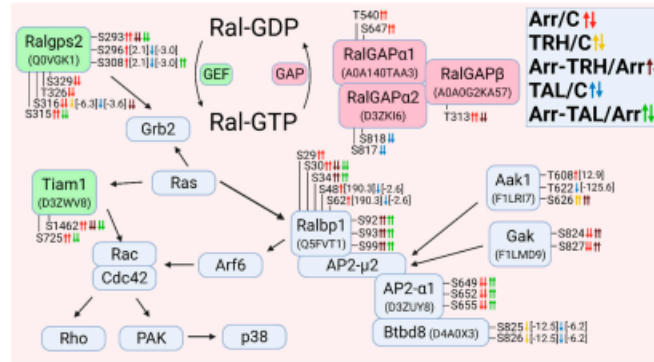 S293↑↑↓↓↓↓
S296↑[2.1]↓[-3.0]
S308↑[2.1]↓[-3.0]↑↑
Ralgps2
(Q0VGK1)
S329↓↓
T326↓↓
S316↓↓↓[-6.3]↓[-3.6]↓↓
S315↑↑↓↓
Ral-GDP
GEF
GAP
Ral-GTP
T540↑↑
S647↑↑
RalGAPα1
(A0A140TAA3)
RalGAPβ
(A0A0G2KA57)
RalGAPα2
(D3ZKI6)
T313↑↑↓↓
S818↓↓
S817↓↓
Arr/C ↑↓
TRH/C ↑↓
Arr-TRH/Arr↑
TAL/C ↑↓
Arr-TAL/Arr↑↓
Grb2
Ras
Tiam1
(D3ZWV8)
S1462↑↑↓↓↓↓
S725↑↑↓↓
Rac
Cdc42
Arf6
Rho
PAK
p38
S29↑↑
S30↑↑↓↓↓↓
S34↑↑↑↑
S48↑[190.3]↓[-2.6]
S62↑[190.3]↓[-2.6]
Ralbp1
(Q5FVT1)
S92↑↑↑↑
S93↑↑↑↑
S99↑↑↑↑
AP2-μ2
Aak1
(F1LRI7)
T608↑[12.9]
T622↓[-125.6]
S626↑↑↑↑
Gak
(F1LMD9)
S824↓↓↑↑
S827↓↓↑↑
AP2-α1
(D3ZUY8)
S649↓↓↑↑
S652↓↓↑↑
S655↓↓↑↑
Btbd8 (D4A0X3)
S825↓[-12.5]↓[-6.2]
S826↓[-12.5]↓[-6.2]